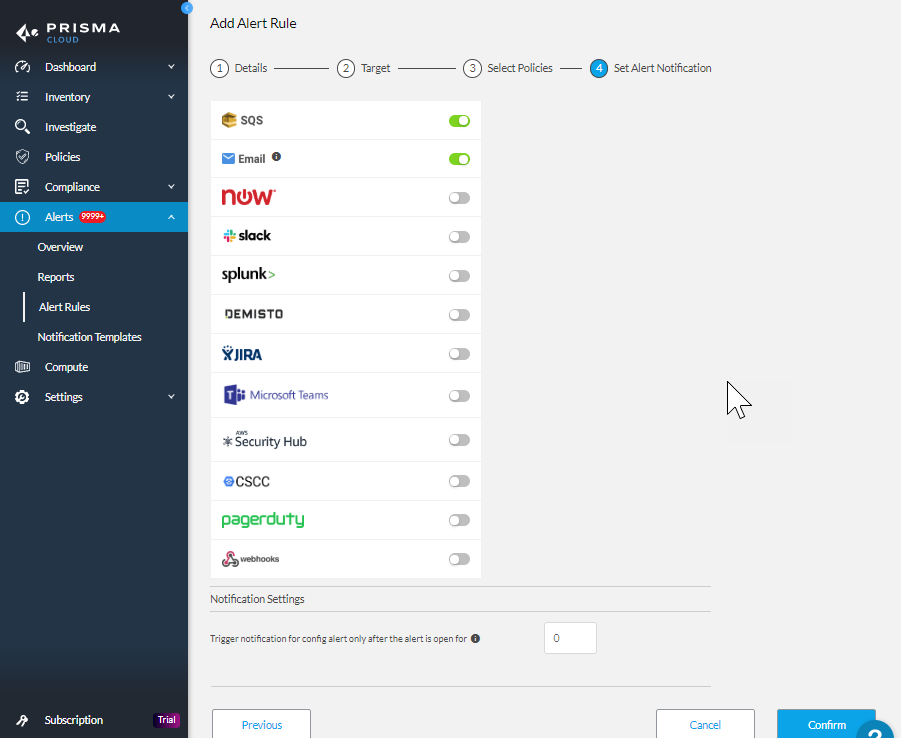 PRISMA
CLOUD
Dashboard
Inventory
Investigate
Policies
Compliance
Alerts 9999+
Overview
Reports
Alert Rules
Notification Templates
Compute
Settings
Subscription Trial
Add Alert Rule
1 Details 2 Target 3 Select Policies 4 Set Alert Notification
SQS
Email
now
slack
splunk>
DEMISTO
JIRA
Microsoft Teams
AWS
Security Hub
CSCC
pagerduty
webhooks
Notification Settings
Trigger notification for config alert only after the alert is open for 0
Previous Cancel Confirm
?